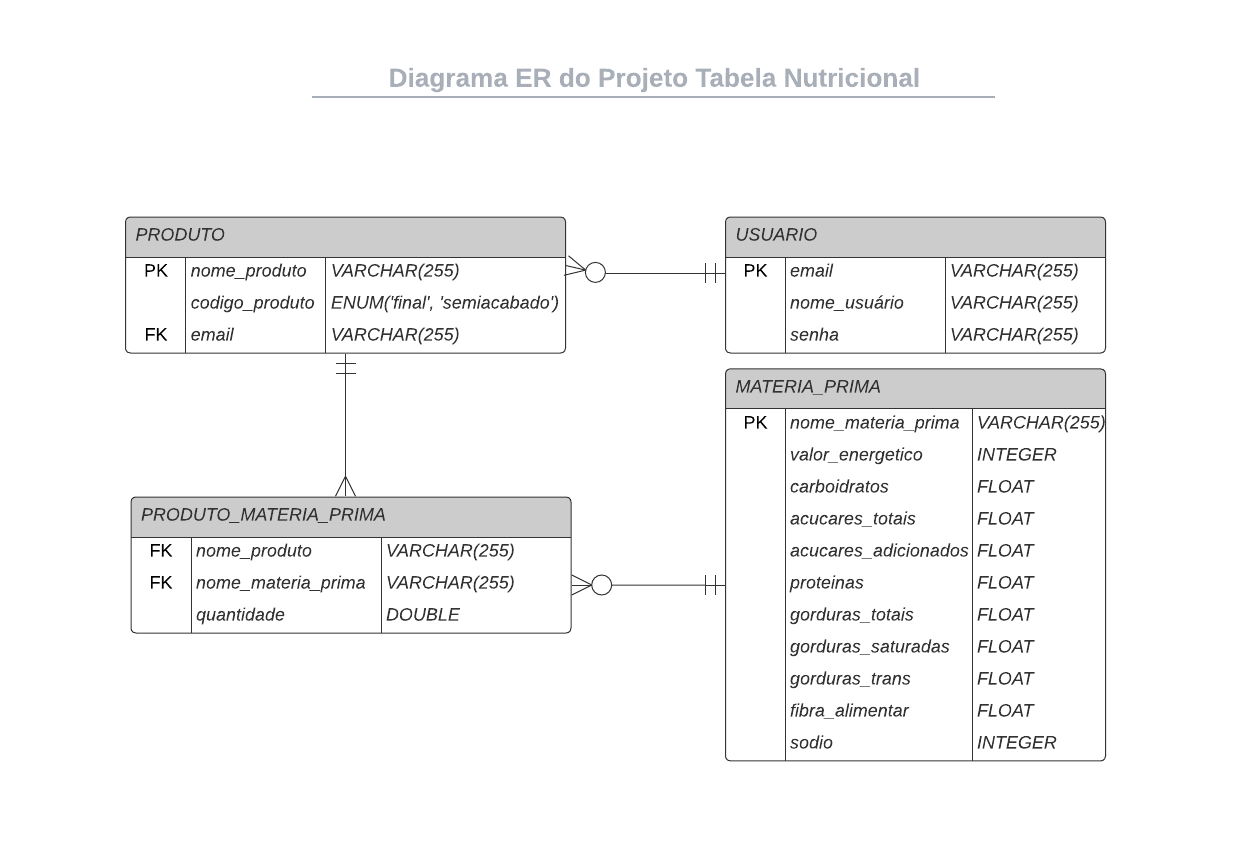 Diagrama ER do Projeto Tabela Nutricional
PRODUTO
PK nome_produto VARCHAR(255)
codigo_produto ENUM('final', 'semiacabado')
FK email VARCHAR(255)
USUARIO
PK email VARCHAR(255)
nome_usuário VARCHAR(255)
senha VARCHAR(255)
PRODUTO_MATERIA_PRIMA
FK nome_produto VARCHAR(255)
FK nome_materia_prima VARCHAR(255)
quantidade DOUBLE
MATERIA_PRIMA
PK nome_materia_prima VARCHAR(255)
valor_energetico INTEGER
carboidratos FLOAT
acucares_totais FLOAT
acucares_adicionados FLOAT
proteinas FLOAT
gorduras_totais FLOAT
gorduras_saturadas FLOAT
gorduras_trans FLOAT
fibra_alimentar FLOAT
sodio INTEGER